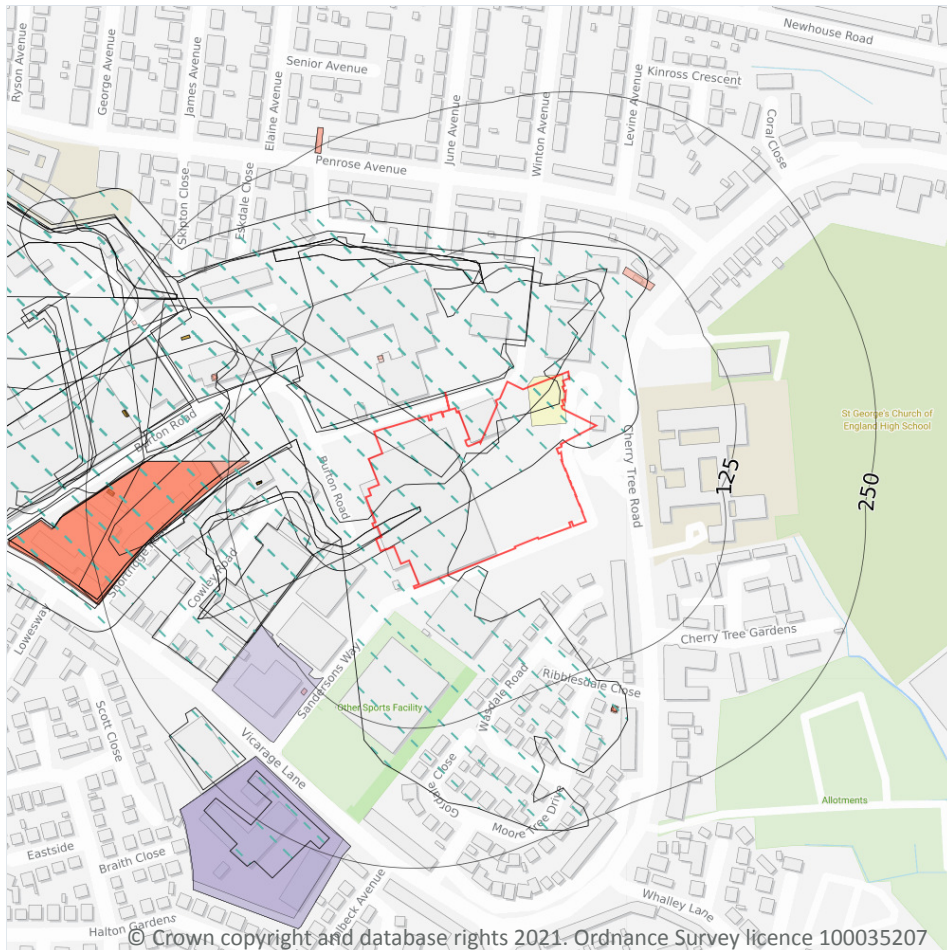 Newhouse Road
Ryson Avenue
George Avenue
James Avenue
Senior Avenue
Elaine Avenue
Kinross Crescent
June Avenue
Winton Avenue
Levine Avenue
Coral Close
Penrose Avenue
Skipton Close
Eskdale Close
St George's Church of
England High School
Burton Road
Burton Road
Cherry Tree Road
125
250
Cowley Road
Lowesway
Cherry Tree Gardens
Sandersons Way
Ribblesdale Close
Wasdale Road
Other Sports Facility
Scott Close
Vicarage Lane
Gordale Close
Moore Tree Drive
Allotments
Eastside
Braith Close
Whalley Lane
Halton Gardens
© Crown copyright and database rights 2021. Ordnance Survey licence 100035207